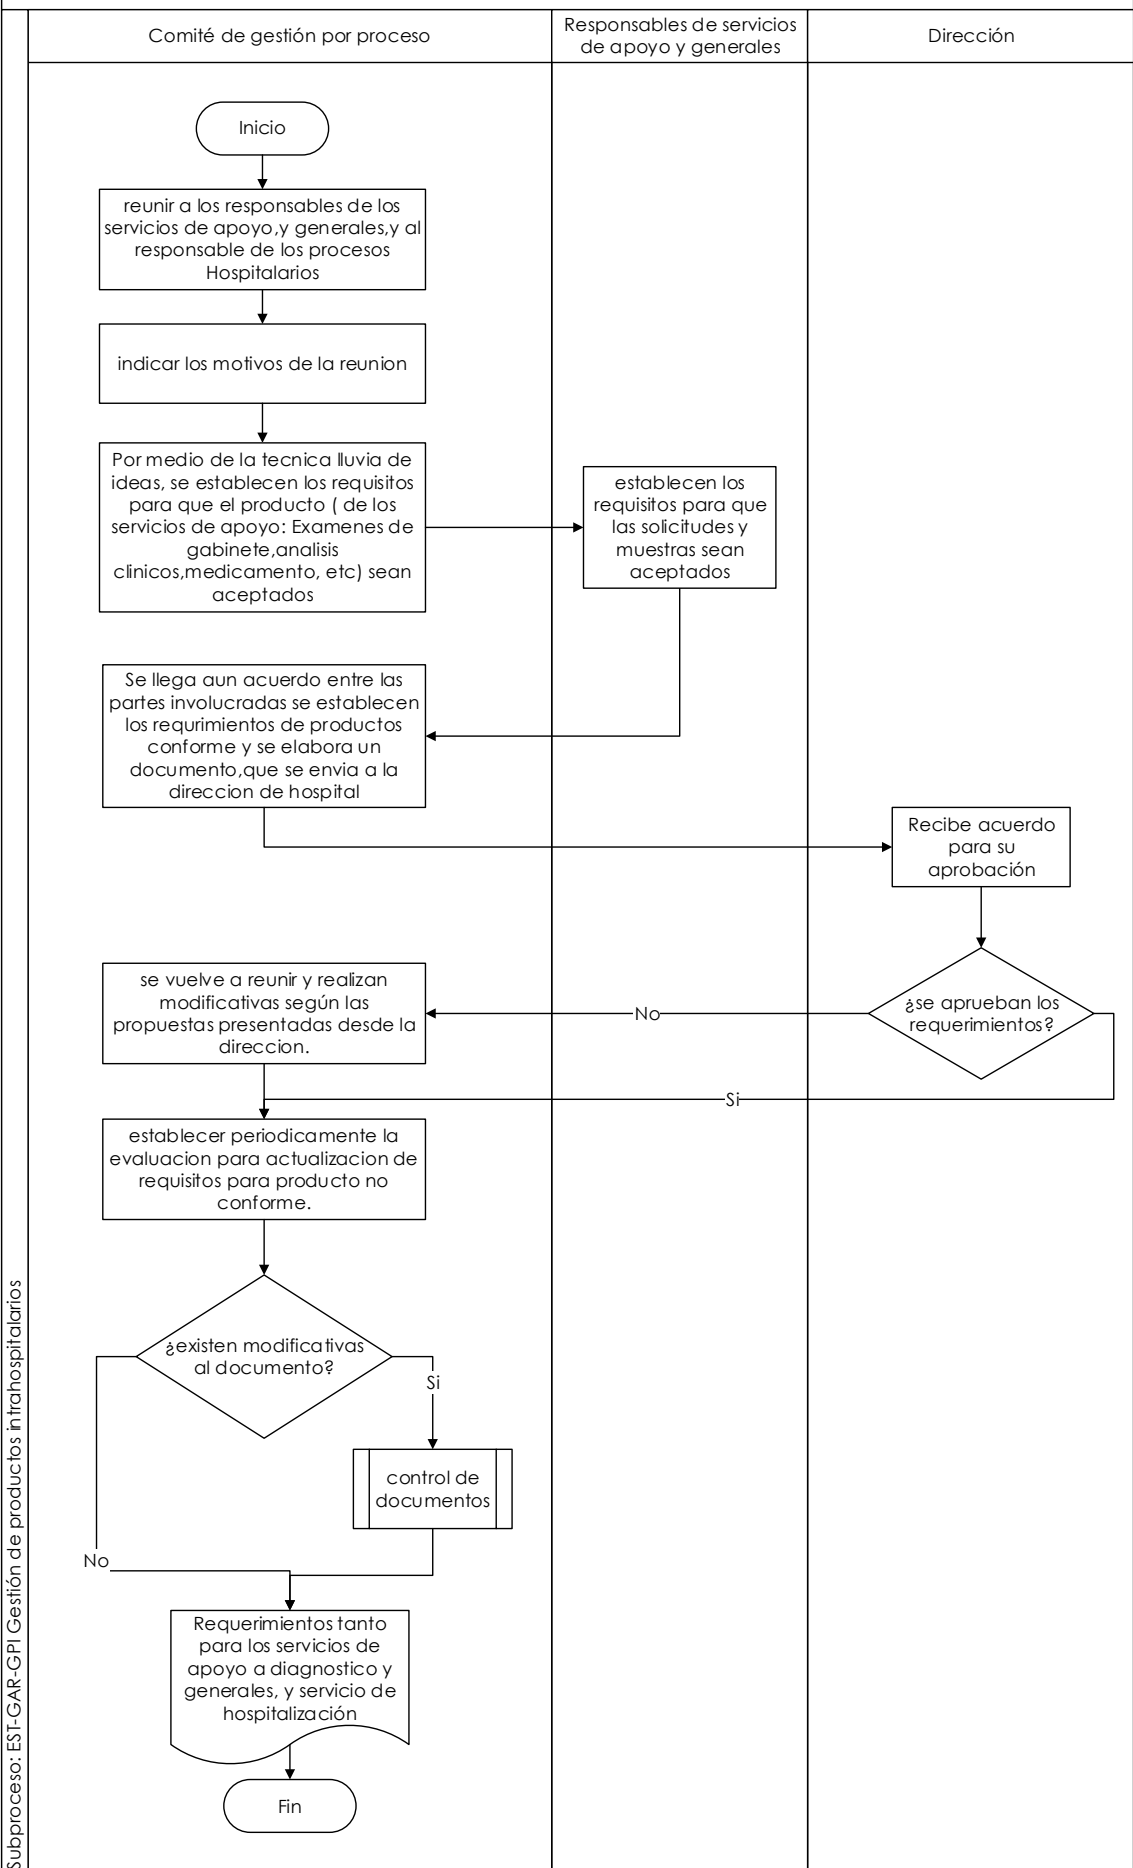 Comité de gestión por proceso
Responsables de servicios
de apoyo y generales
Dirección
Inicio
reunir a los responsables de los
servicios de apoyo,y generales,y al
responsable de los procesos
Hospitalarios
indicar los motivos de la reunion
Por medio de la tecnica lluvia de
ideas, se establecen los requisitos
para que el producto ( de los
servicios de apoyo: Examenes de
gabinete,analisis
clinicos,medicamento, etc) sean
aceptados
establecen los
requisitos para que
las solicitudes y
muestras sean
aceptados
Se llega aun acuerdo entre las
partes involucradas se establecen
los requrimientos de productos
conforme y se elabora un
documento,que se envia a la
direccion de hospital
Recibe acuerdo
para su
aprobación
¿se aprueban los
requerimientos?
No
se vuelve a reunir y realizan
modificativas según las
propuestas presentadas desde la
direccion.
Si
establecer periodicamente la
evaluacion para actualizacion de
requisitos para producto no
conforme.
¿existen modificativas
al documento?
Si
control de
documentos
No
Requerimientos tanto
para los servicios de
apoyo a diagnostico y
generales, y servicio de
hospitalización
Fin
Subproceso: EST-GAR-GPI Gestión de productos intrahospitalarios